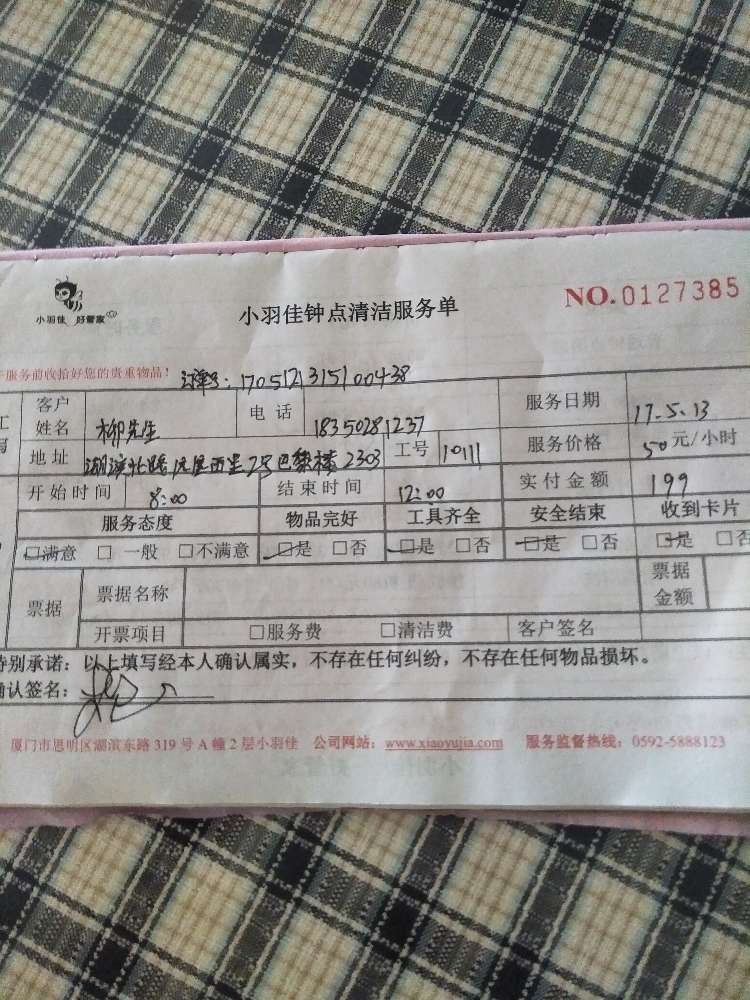 小羽佳 好管家
小羽佳钟点清洁服务单
NO.0127385
服务前收拾好您的贵重物品! 订单号:170512131510043 8
客户姓名 柳先生 电话 18350281237 服务日期 17.5.13
地址 湖滨北路 西里 2号巴黎楼2303 工号 10111 服务价格 50元/小时
开始时间 8:00 结束时间 12:00 实付金额 199
服务态度 物品完好 工具齐全 安全结束 收到卡片
□满意 □一般 □不满意 □是 □否 □是 □否 □是 □否 □是 □否
票据 票据名称 票据金额
开票项目 □服务费 □清洁费 客户签名
特别承诺:以上填写经本人确认属实,不存在任何纠纷,不存在任何物品损坏。
确认签名:
厦门市思明区湖滨东路319号A幢2层小羽佳 公司网站:www.xiaoyujia.com 服务监督热线:0592-5888123